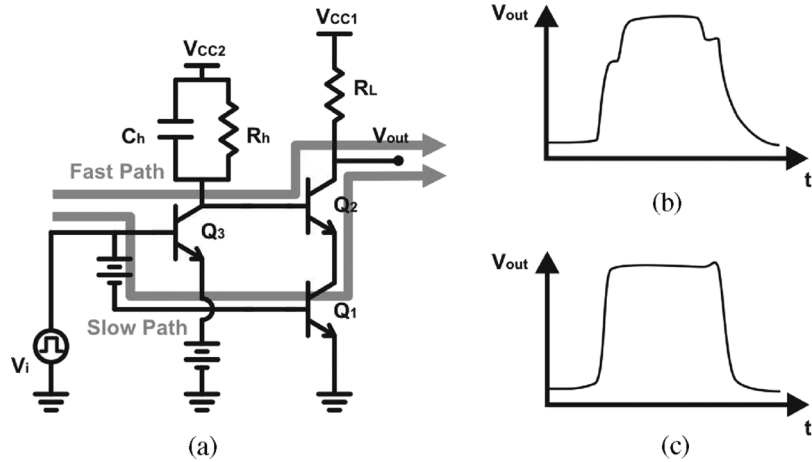 VCC1
VCC2
RL
Ch
Rh
Vout
Fast Path
Q2
Q3
Q1
Slow Path
Vi
(a)
Vout
t
(b)
Vout
t
(c)